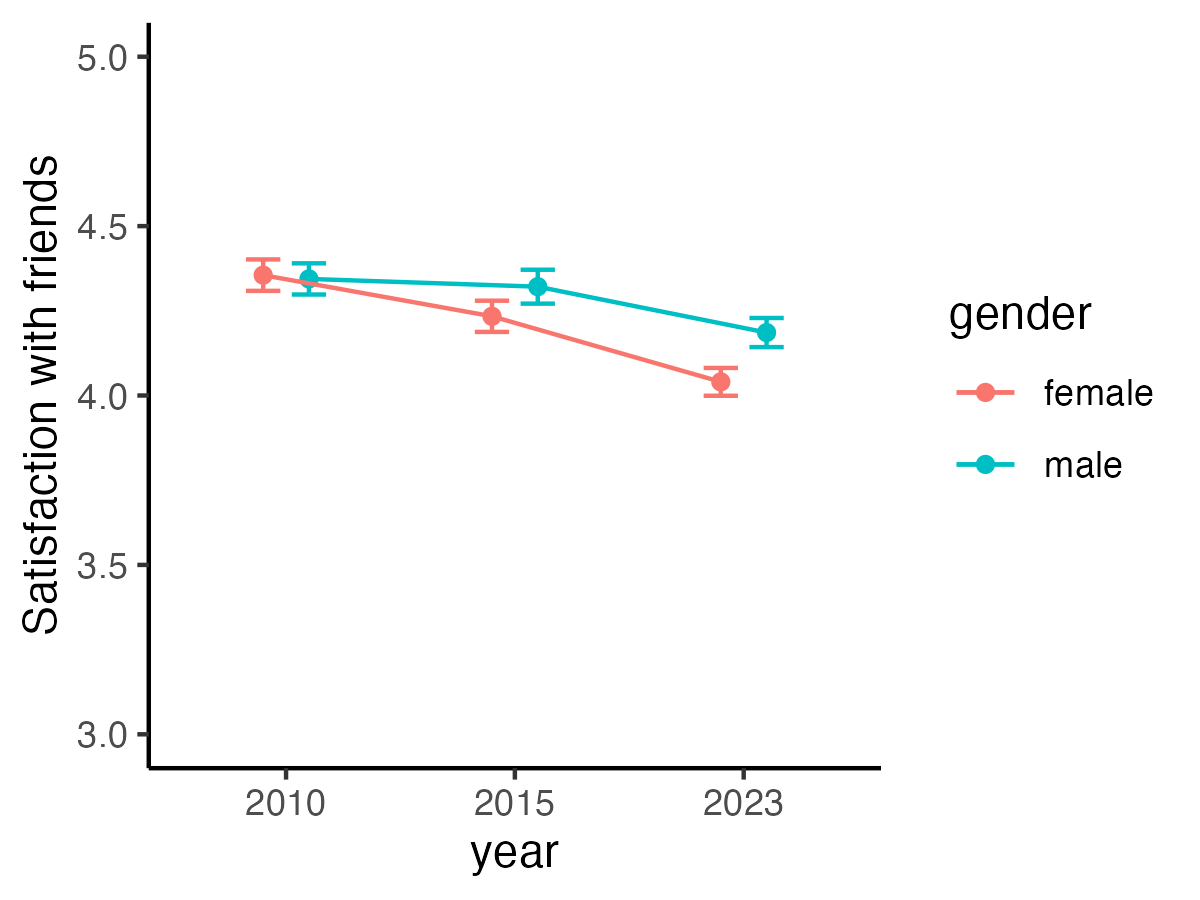 Satisfaction with friends
5.0
4.5
4.0
3.5
3.0
2010 2015 2023
year
gender
female
male